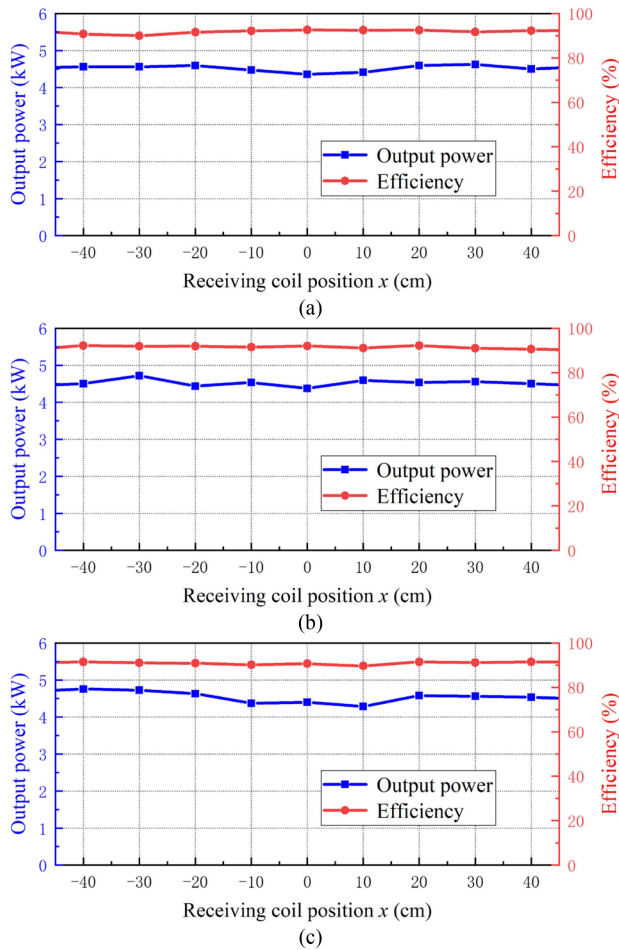 6
5
4
3
2
1
0
Output power (kW)
100
80
60
40
20
0
Efficiency (%)
Output power
Efficiency
-40 -30 -20 -10 0 10 20 30 40
Receiving coil position x (cm)
(a)
6
5
4
3
2
1
0
Output power (kW)
100
80
60
40
20
0
Efficiency (%)
Output power
Efficiency
-40 -30 -20 -10 0 10 20 30 40
Receiving coil position x (cm)
(b)
6
5
4
3
2
1
0
Output power (kW)
100
80
60
40
20
0
Efficiency (%)
Output power
Efficiency
-40 -30 -20 -10 0 10 20 30 40
Receiving coil position x (cm)
(c)